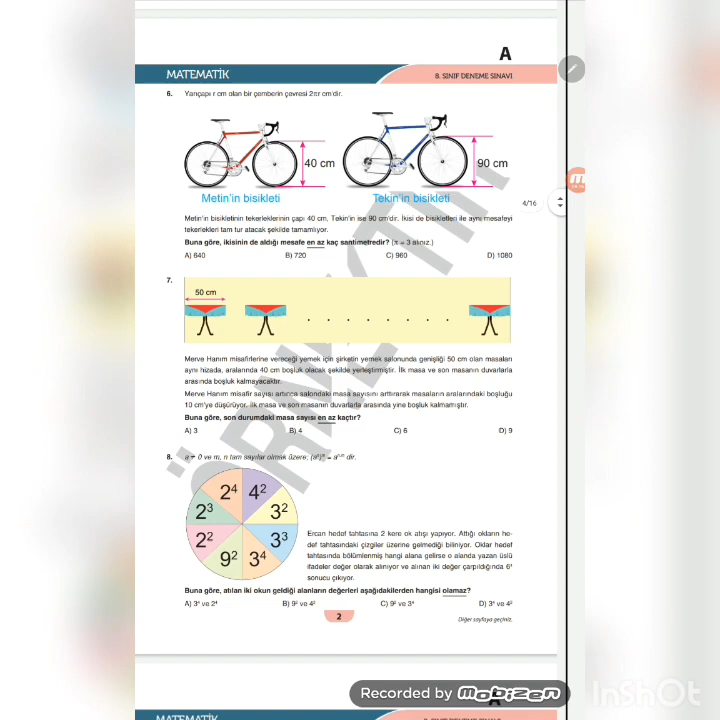 A
MATEMATİK
8. SINIF DENEME SINAVI
6. Yarıçapı r cm olan bir çemberin çevresi 2πr cm'dir.
40 cm
90 cm
Metin'in bisikleti
Tekin'in bisikleti
4/16
Metin'in bisikletinin tekerleklerinin çapı 40 cm, Tekin'in ise 90 cm'dir. İkisi de bisikletleri ile aynı mesafeyi
tekerlekleri tam tur atacak şekilde tamamlıyor.
Buna göre, ikisinin de aldığı mesafe en az kaç santimetredir? (π = 3 alınız.)
A) 640 B) 720 C) 960 D) 1080
7.
50 cm
Merve Hanım misafirlerine vereceği yemek için şirketin yemek salonunda genişliği 50 cm olan masaları
aynı hizada, aralarında 40 cm boşluk olacak şekilde yerleştirmiştir. İlk masa ve son masanın duvarlarla
arasında boşluk kalmayacaktır.
Merve Hanım misafir sayısı artınca salondaki masa sayısını arttırarak masaların aralarındaki boşluğu
10 cm'ye düşürüyor. İlk masa ve son masanın duvarlarla arasında yine boşluk kalmamıştır.
Buna göre, son durumdaki masa sayısı en az kaçtır?
A) 3 B) 4 C) 6 D) 9
8. a ≠ 0 ve m, n tam sayılar olmak üzere, (aⁿ)ᵐ = aⁿ·ᵐ dir.
2⁴ 4²
2³ 3²
2² 3³
9² 3⁴
Ercan hedef tahtasına 2 kere ok atışı yapıyor. Attığı okların he-
def tahtasındaki çizgiler üzerine gelmediği biliniyor. Oklar hedef
tahtasında bölümlenmiş hangi alana gelirse o alanda yazan üslü
ifadeler değer olarak alınıyor ve alınan iki değer çarpıldığında 6⁴
sonucu çıkıyor.
Buna göre, atılan iki okun geldiği alanların değerleri aşağıdakilerden hangisi olamaz?
A) 3⁴ ve 2⁴ B) 9² ve 4² C) 9² ve 3⁴ D) 3⁴ ve 4²
2
Diğer sayfaya geçiniz.
Recorded by mobizen
InShOt
A
MATEMATİK